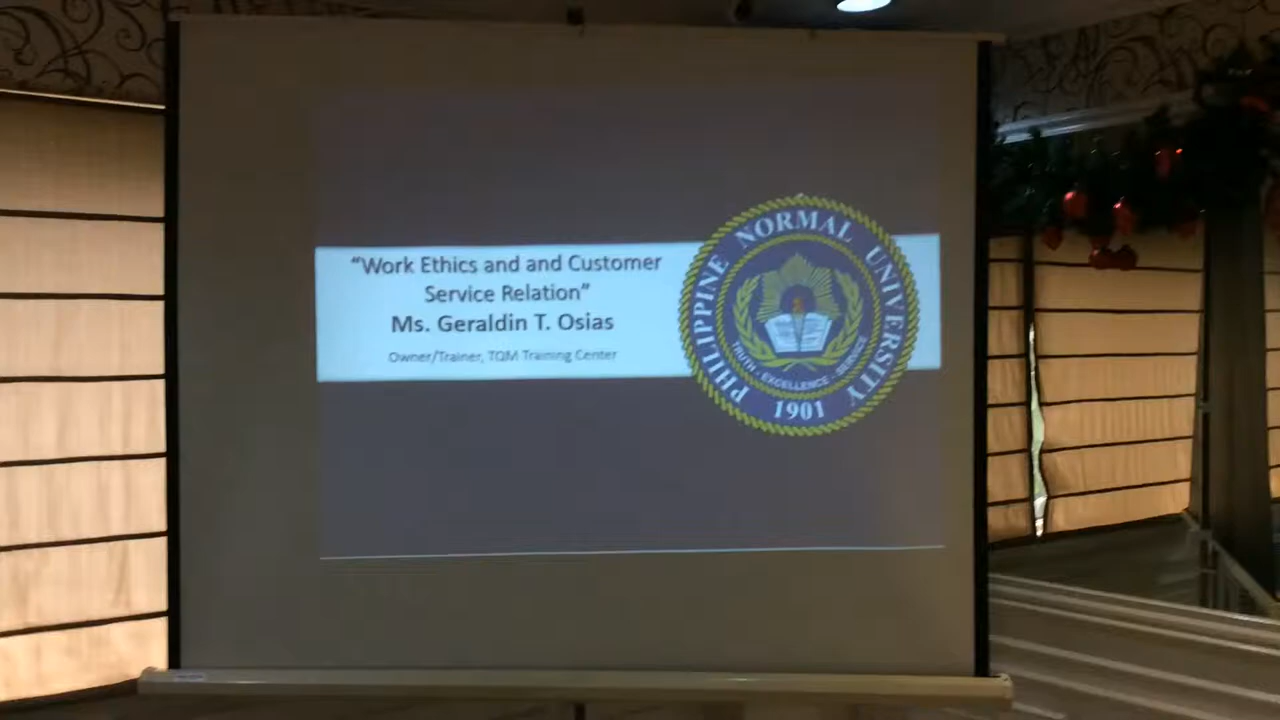 “Work Ethics and and Customer
Service Relation”
Ms. Geraldin T. Osias
Owner/Trainer, TQM Training Center
PHILIPPINE NORMAL UNIVERSITY
TRUTH - EXCELLENCE - SERVICE
1901